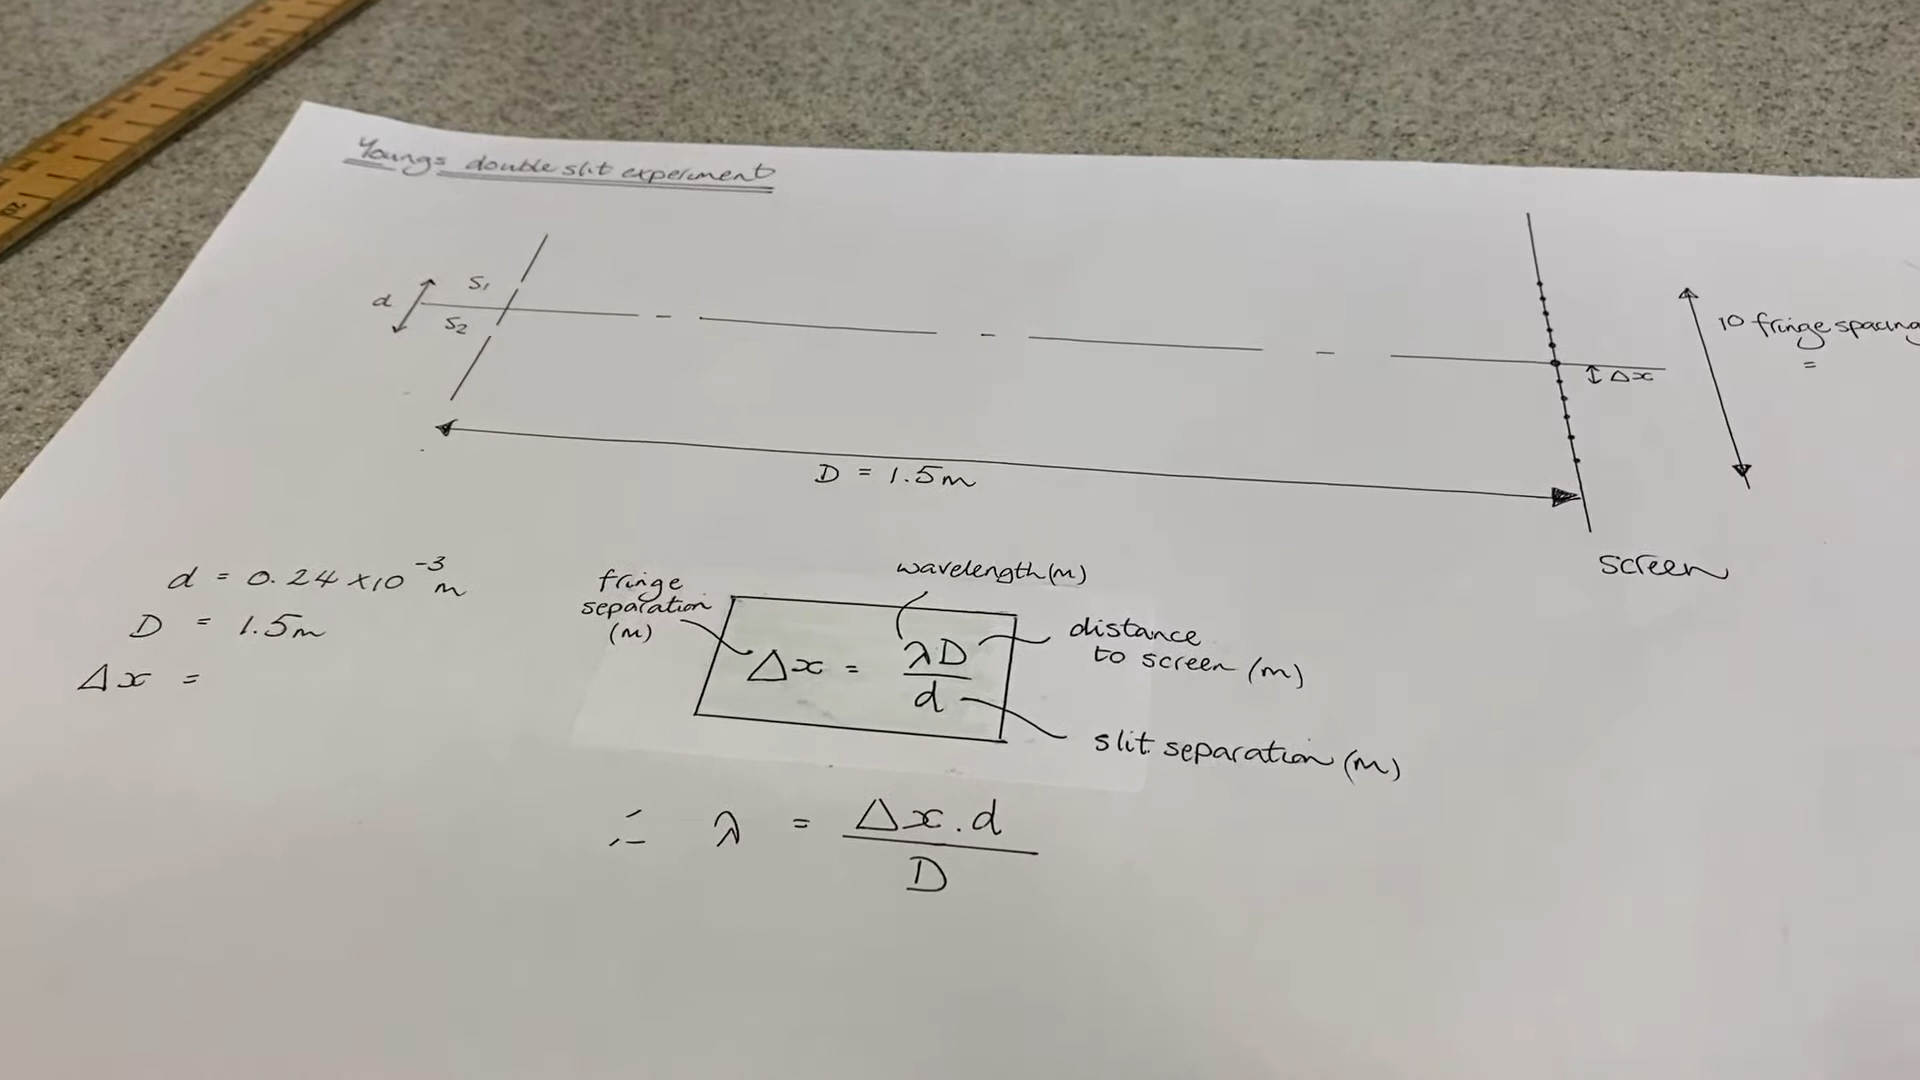 Youngs double slit experiment
d
S1
S2
10 fringe spacing
=
Δx
D = 1.5m
screen
d = 0.24 x10⁻³ m
D = 1.5m
Δx =
fringe
separation
(m)
wavelength (m)
Δx = λD
d
distance
to screen (m)
slit separation (m)
∴ λ = Δx . d
D